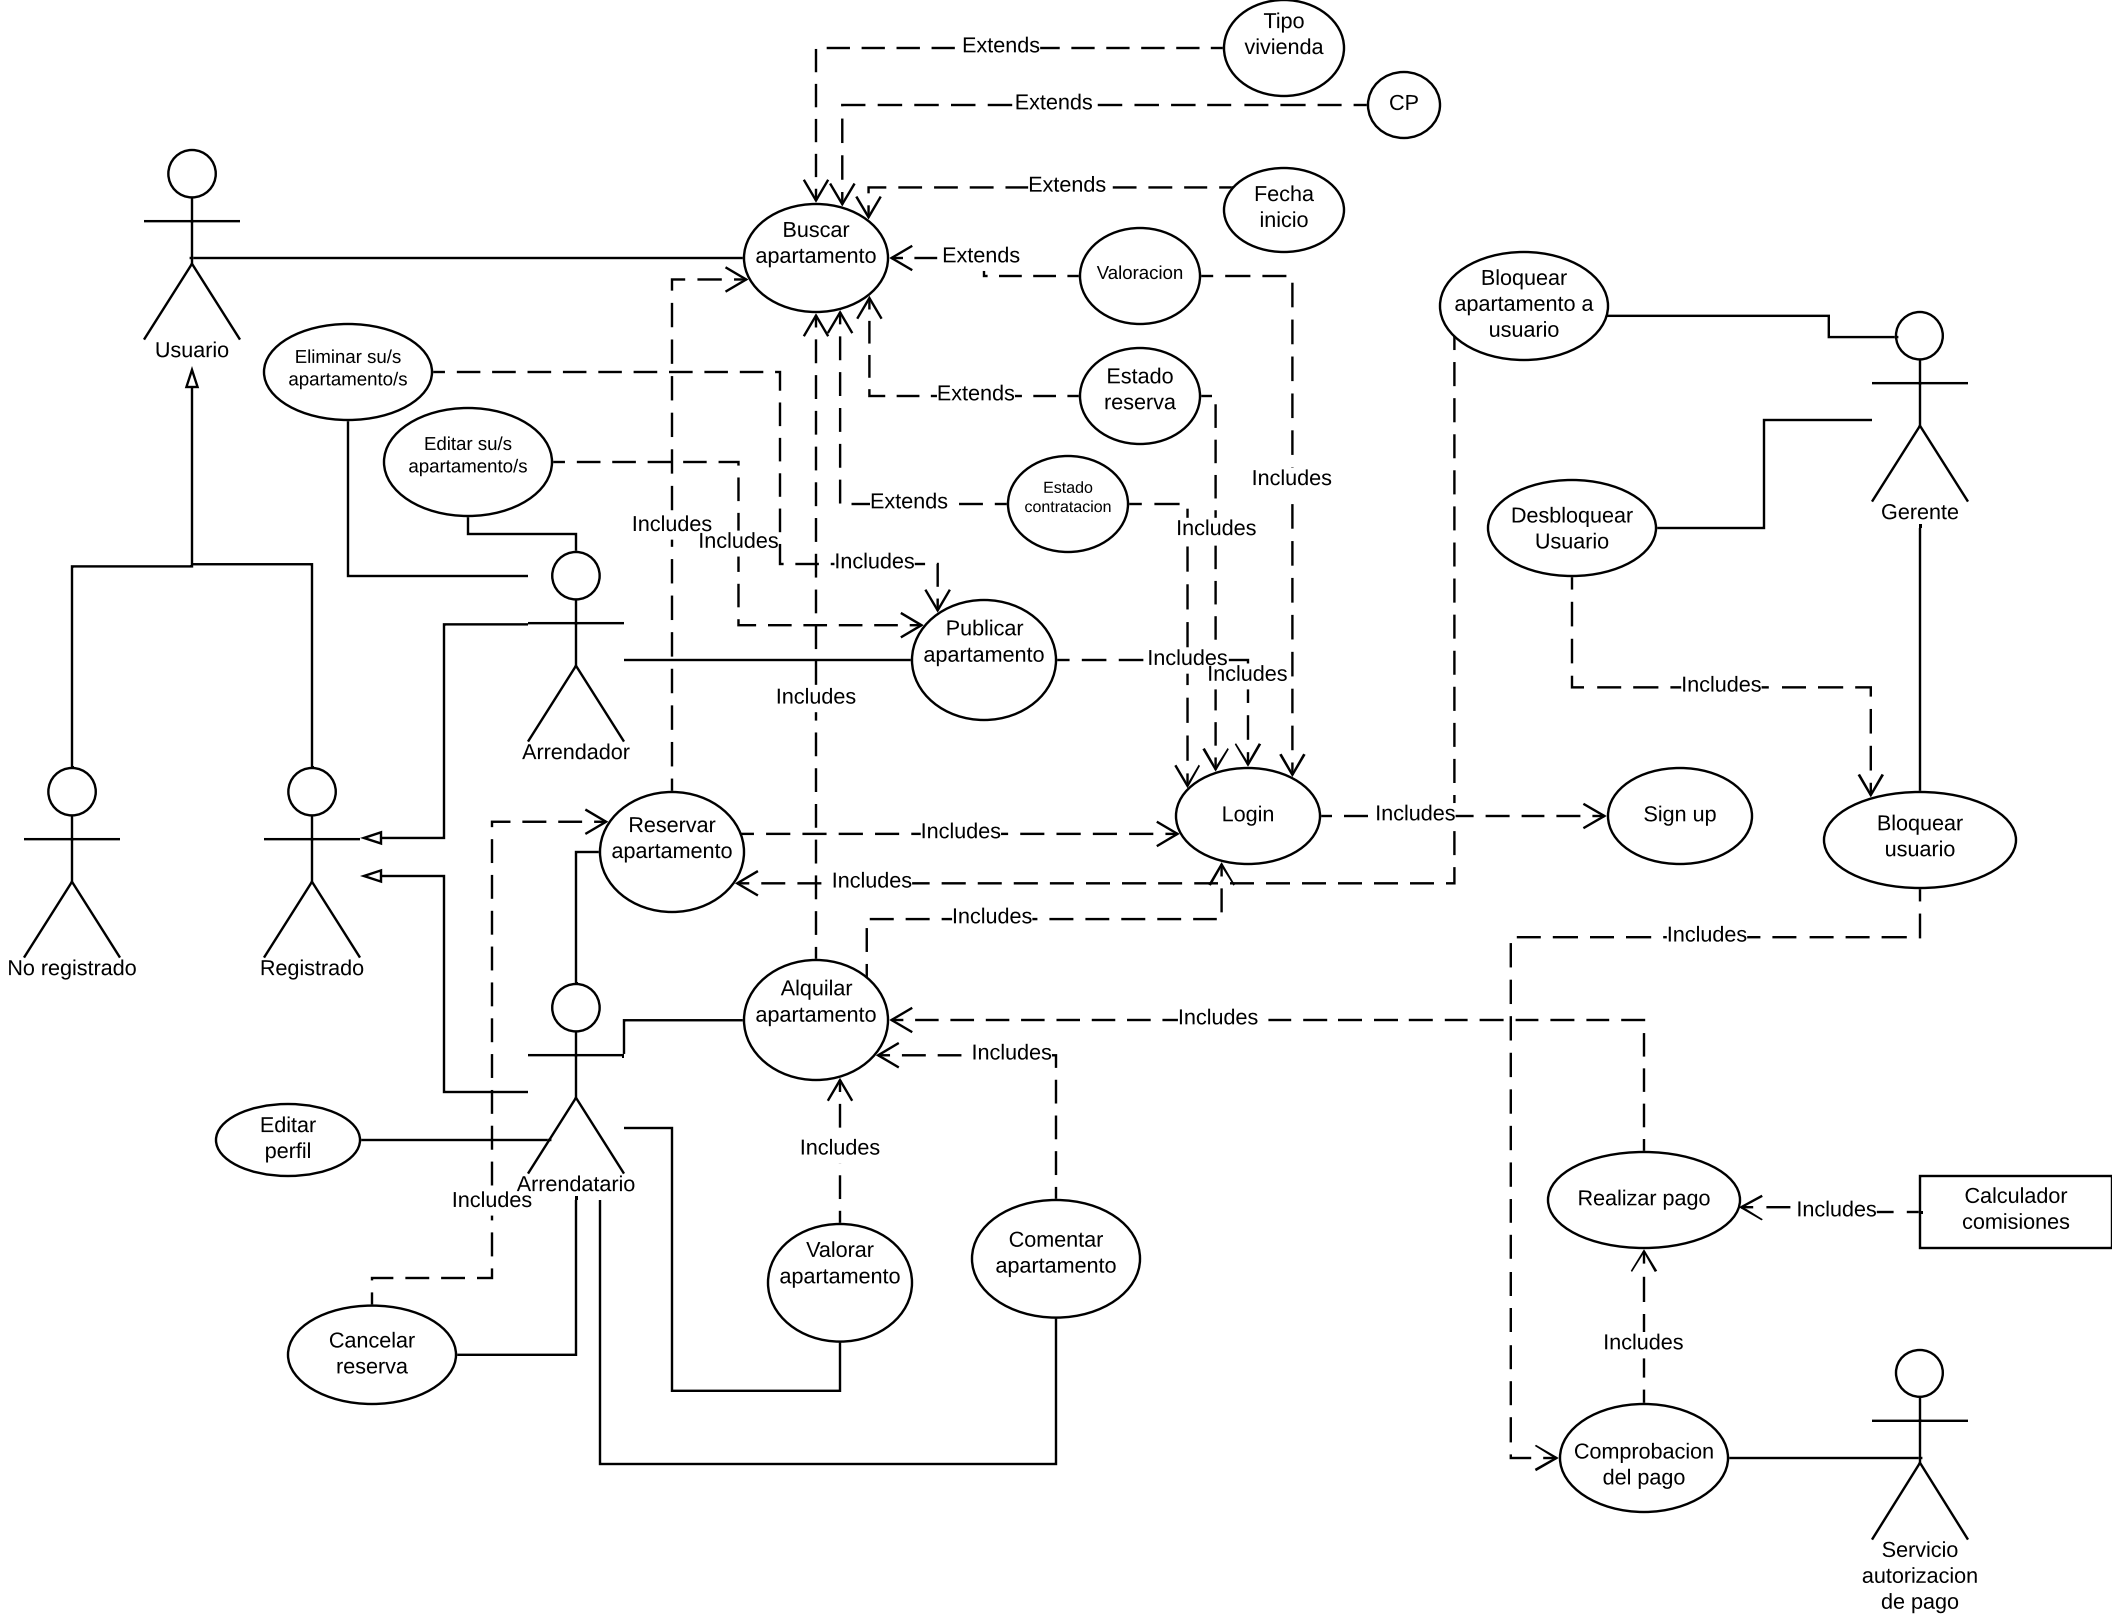 Tipo
vivienda
Extends
CP
Extends
Extends
Fecha
inicio
Buscar
apartamento
Extends
Valoracion
Bloquear
apartamento a
usuario
Usuario
Eliminar su/s
apartamento/s
Estado
reserva
Extends
Editar su/s
apartamento/s
Includes
Estado
contratacion
Extends
Includes
Includes
Includes
Includes
Desbloquear
Usuario
Gerente
Publicar
apartamento
Includes
Includes
Includes
Includes
Arrendador
Reservar
apartamento
Includes
Login
Includes
Sign up
Bloquear
usuario
Includes
Includes
Includes
No registrado
Registrado
Alquilar
apartamento
Includes
Includes
Editar
perfil
Includes
Arrendatario
Includes
Realizar pago
Includes
Calculador
comisiones
Valorar
apartamento
Comentar
apartamento
Cancelar
reserva
Includes
Comprobacion
del pago
Servicio
autorizacion
de pago